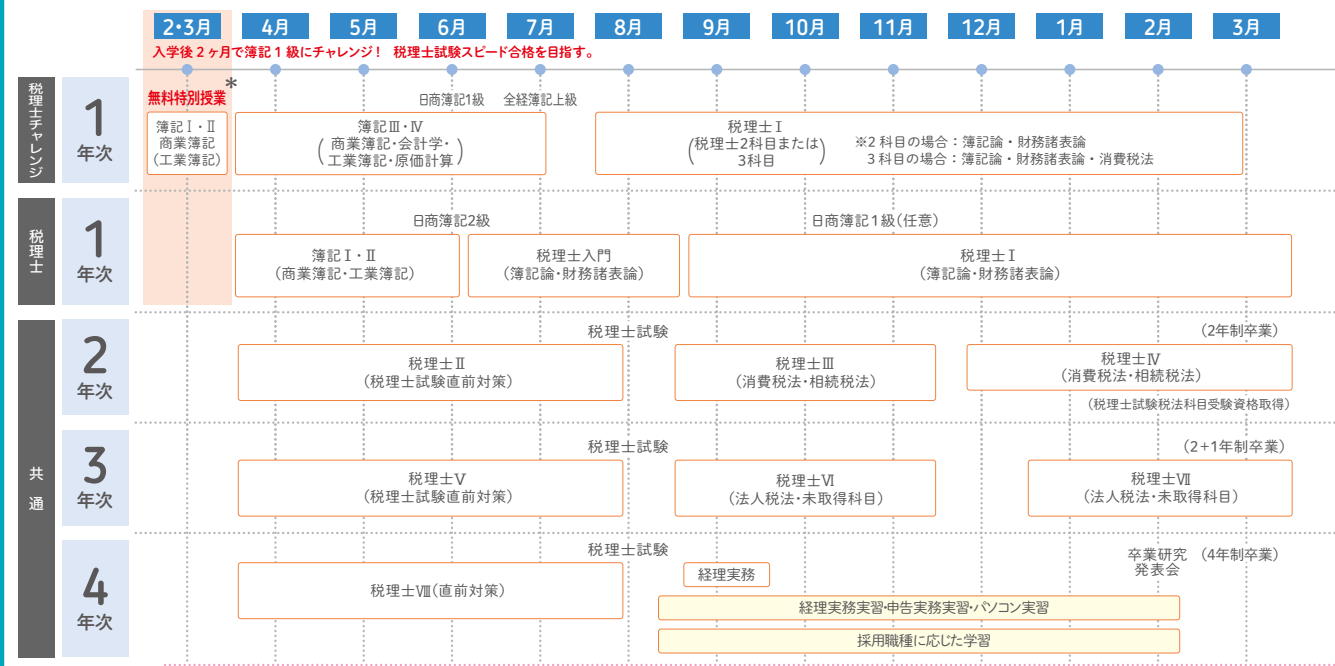 2・3月 4月 5月 6月 7月 8月 9月 10月 11月 12月 1月 2月 3月
入学後2ヶ月で簿記1級にチャレンジ！ 税理士試験スピード合格を目指す。
税理士チャレンジ
1
年次
無料特別授業
*
簿記Ⅰ・Ⅱ
商業簿記
(工業簿記)
日商簿記1級 全経簿記上級
簿記Ⅲ・Ⅳ
(商業簿記・会計学・
工業簿記・原価計算)
税理士Ⅰ
(税理士2科目または
3科目)
※2科目の場合：簿記論・財務諸表論
3科目の場合：簿記論・財務諸表論・消費税法
税理士
1
年次
日商簿記2級
簿記Ⅰ・Ⅱ
(商業簿記・工業簿記)
税理士入門
(簿記論・財務諸表論)
日商簿記1級(任意)
税理士Ⅰ
(簿記論・財務諸表論)
共通
2
年次
税理士試験
税理士Ⅱ
(税理士試験直前対策)
税理士Ⅲ
(消費税法・相続税法)
(2年制卒業)
税理士Ⅳ
(消費税法・相続税法)
(税理士試験税法科目受験資格取得)
3
年次
税理士試験
税理士Ⅴ
(税理士試験直前対策)
税理士Ⅵ
(法人税法・未取得科目)
(2+1年制卒業)
税理士Ⅶ
(法人税法・未取得科目)
4
年次
税理士試験
税理士Ⅷ(直前対策)
経理実務
卒業研究
発表会
(4年制卒業)
経理実務実習・申告実務実習・パソコン実習
採用職種に応じた学習